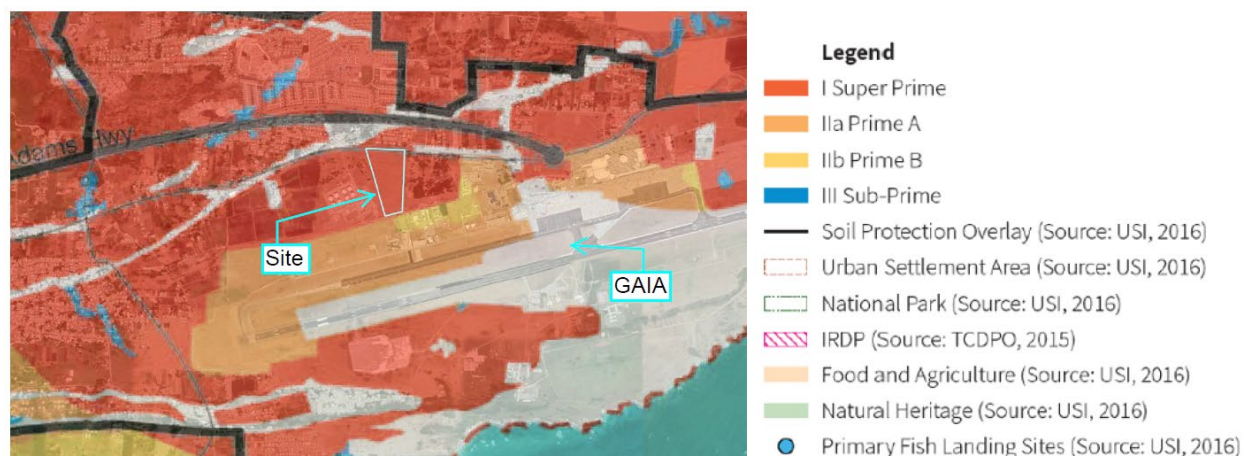 Adams Hwy
Site
GAIA
Legend
I Super Prime
IIa Prime A
IIb Prime B
III Sub-Prime
Soil Protection Overlay (Source: USI, 2016)
Urban Settlement Area (Source: USI, 2016)
National Park (Source: USI, 2016)
IRDP (Source: TCDPO, 2015)
Food and Agriculture (Source: USI, 2016)
Natural Heritage (Source: USI, 2016)
Primary Fish Landing Sites (Source: USI, 2016)